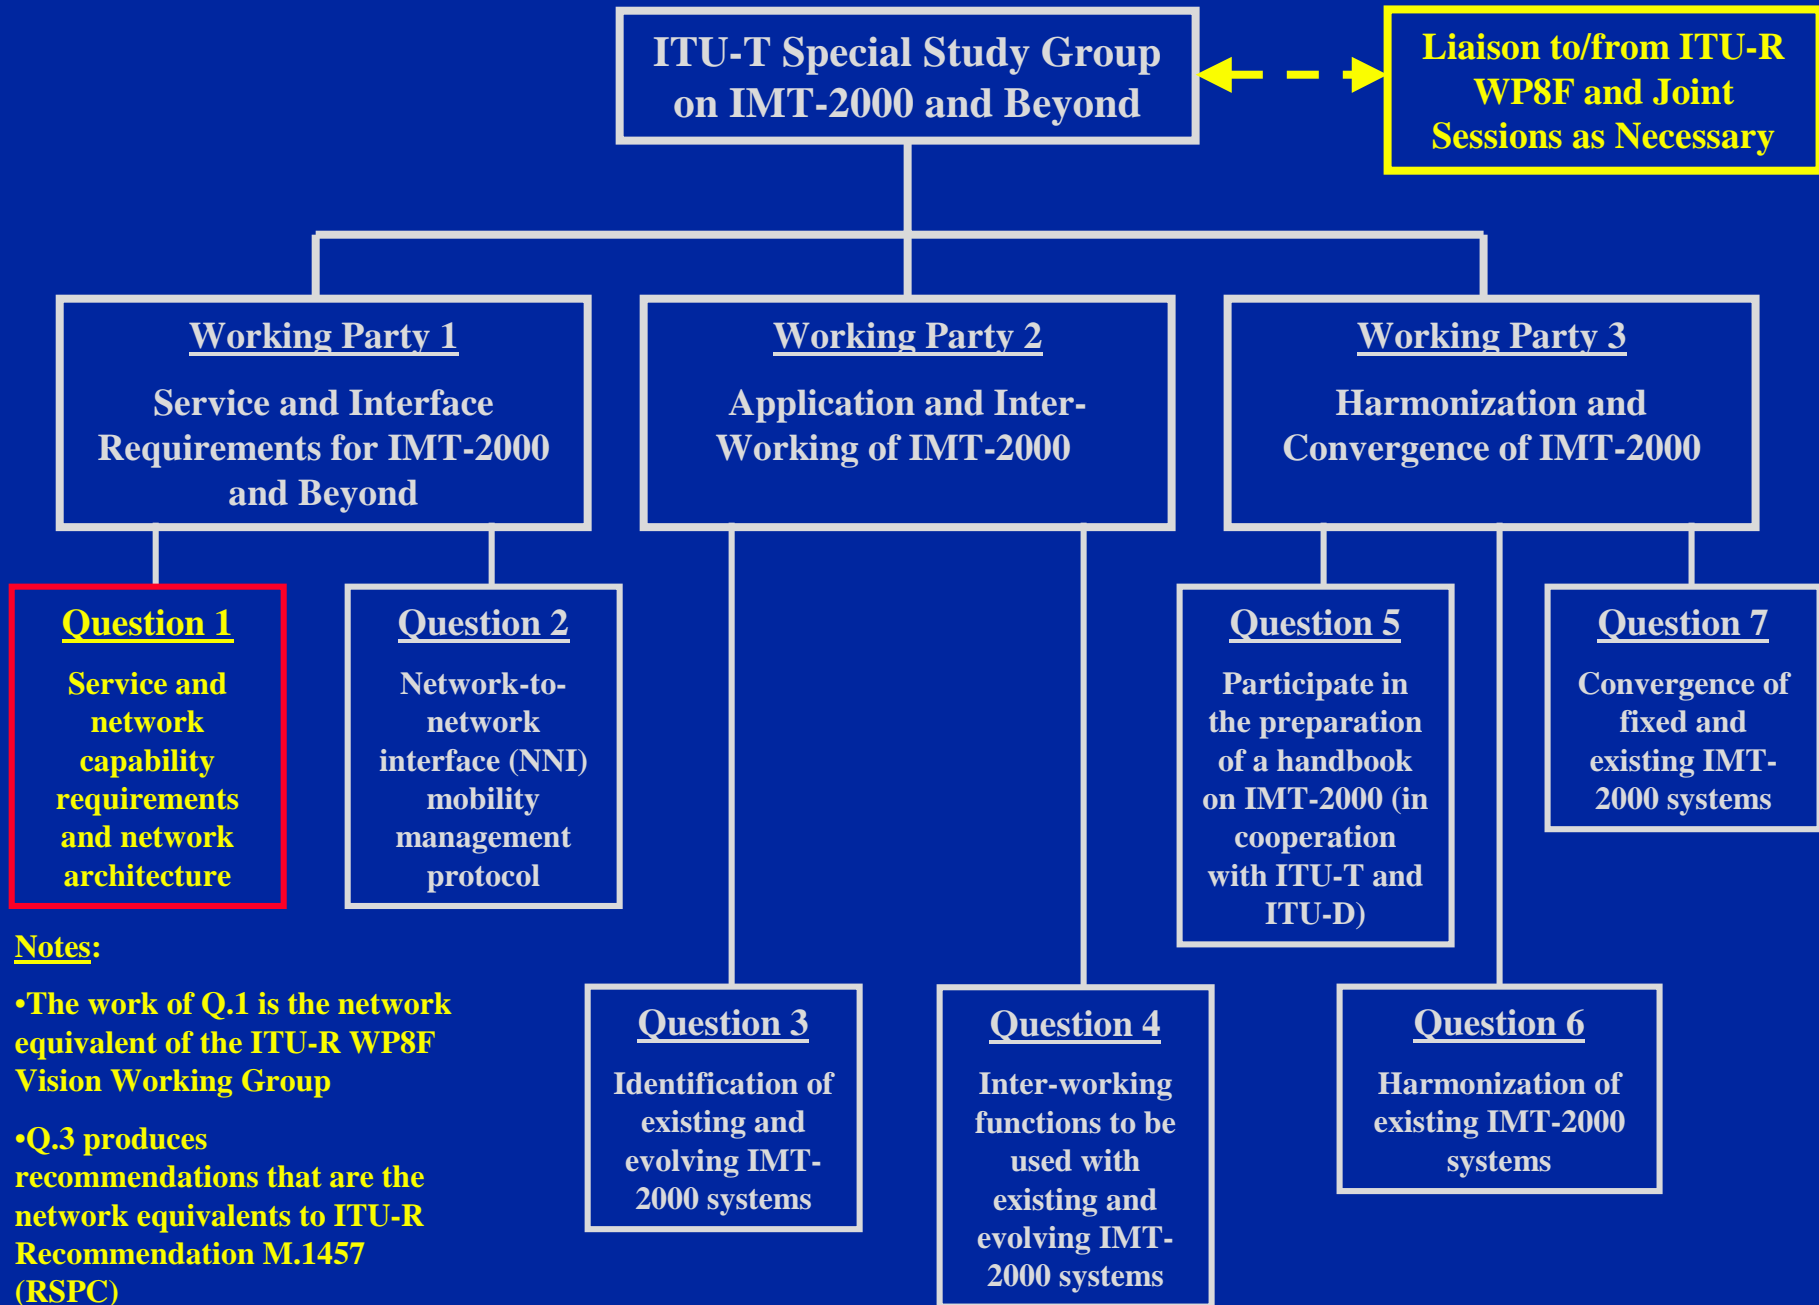 ITU-T Special Study Group
on IMT-2000 and Beyond
Liaison to/from ITU-R
WP8F and Joint
Sessions as Necessary
Working Party 1
Service and Interface
Requirements for IMT-2000
and Beyond
Working Party 2
Application and Inter-
Working of IMT-2000
Working Party 3
Harmonization and
Convergence of IMT-2000
Question 1
Service and
network
capability
requirements
and network
architecture
Question 2
Network-to-
network
interface (NNI)
mobility
management
protocol
Question 5
Participate in
the preparation
of a handbook
on IMT-2000 (in
cooperation
with ITU-T and
ITU-D)
Question 7
Convergence of
fixed and
existing IMT-
2000 systems
Notes:
•The work of Q.1 is the network
equivalent of the ITU-R WP8F
Vision Working Group
•Q.3 produces
recommendations that are the
network equivalents to ITU-R
Recommendation M.1457
(RSPC)
Question 3
Identification of
existing and
evolving IMT-
2000 systems
Question 4
Inter-working
functions to be
used with
existing and
evolving IMT-
2000 systems
Question 6
Harmonization of
existing IMT-2000
systems